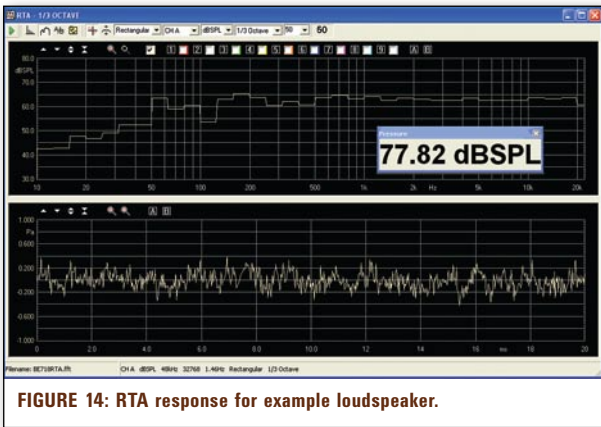 RTA - 1/3 OCTAVE
Rectangular CH A dBSPL 1/3 Octave 50 50
1 2 3 4 5 6 7 8 9 A B
80.0
dBSPL
70.0
60.0
50.0
40.0
30.0
Pressure
77.82 dBSPL
10 20 50 100 200 500 1k 2k Hz 5k 10k 20k
A B
1.000
Pa
0.600
0.200
-0.200
-0.600
-1.000
0 2.0 4.0 6.0 8.0 10.0 12 14 16 ms 18 20
Filename: BE718RTA.fft CH A dBSPL 48kHz 32768 1.46Hz Rectangular 1/3 Octave
FIGURE 14: RTA response for example loudspeaker.